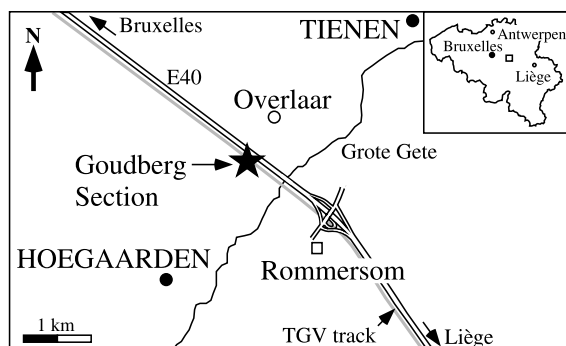 Bruxelles
TIENEN
N
E40
Antwerpen
Bruxelles
Liège
Overlaar
Grote Gete
Goudberg
Section
HOEGAARDEN
Rommersom
1 km
TGV track
Liège